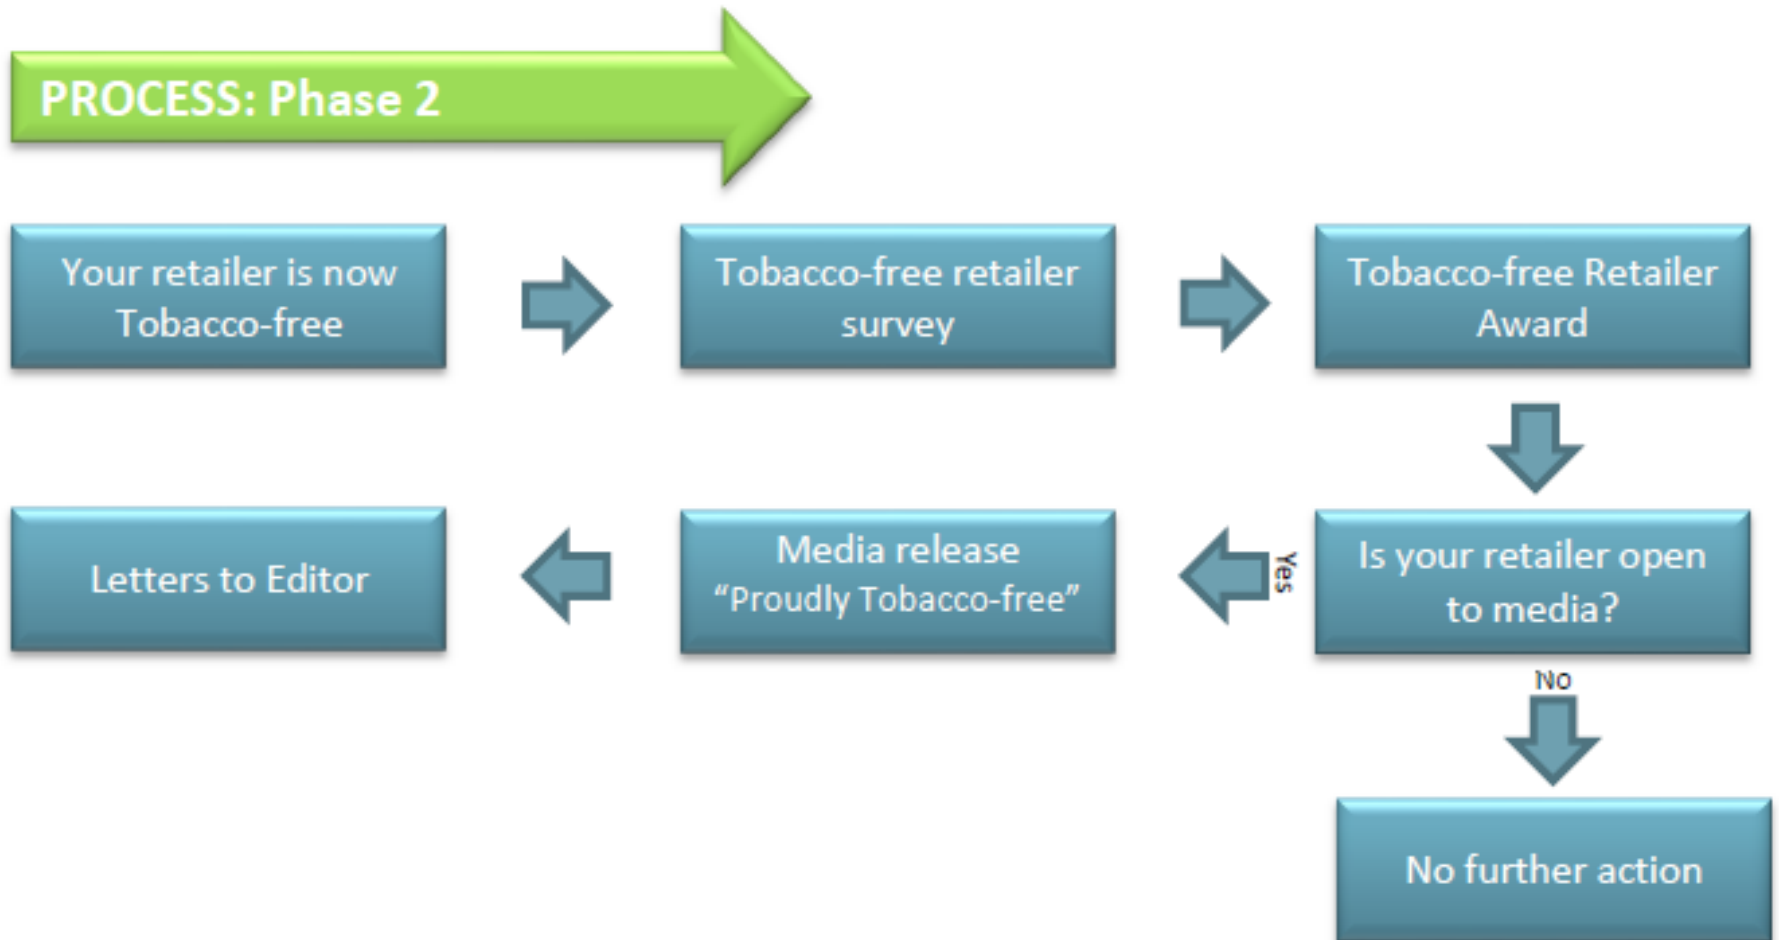 PROCESS: Phase 2
Your retailer is now
Tobacco-free
Tobacco-free retailer
survey
Tobacco-free Retailer
Award
Is your retailer open
to media?
Yes
Media release
“Proudly Tobacco-free”
Letters to Editor
No
No further action